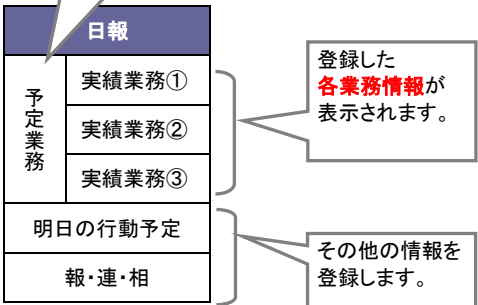 日報
予定業務
実績業務①
実績業務②
実績業務③
明日の行動予定
報・連・相
登録した
各業務情報が
表示されます。
その他の情報を
登録します。